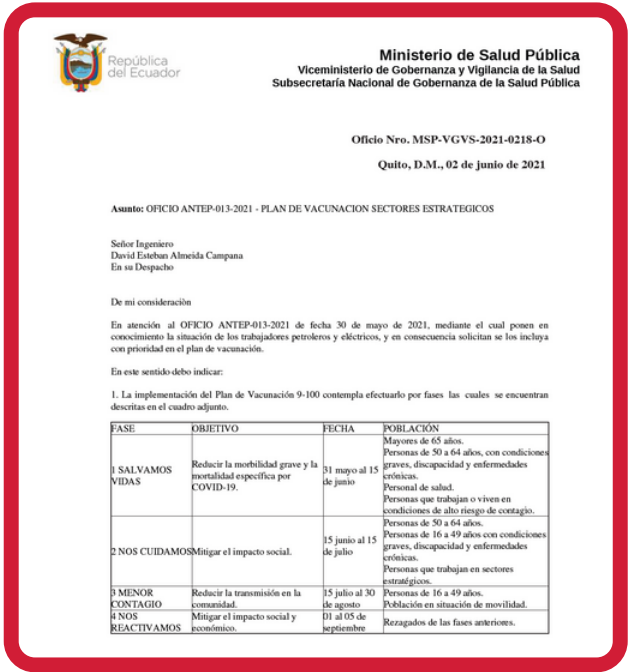 República
del Ecuador
Ministerio de Salud Pública
Viceministerio de Gobernanza y Vigilancia de la Salud
Subsecretaría Nacional de Gobernanza de la Salud Pública
Oficio Nro. MSP-VGVS-2021-0218-O
Quito, D.M., 02 de junio de 2021
Asunto: OFICIO ANTEP-013-2021 - PLAN DE VACUNACION SECTORES ESTRATEGICOS
Señor Ingeniero
David Esteban Almeida Campana
En su Despacho
De mi consideraciòn
En atención al OFICIO ANTEP-013-2021 de fecha 30 de mayo de 2021, mediante el cual ponen en
conocimiento la situación de los trabajadores petroleros y eléctricos, y en consecuencia solicitan se los incluya
con prioridad en el plan de vacunación.
En este sentido debo indicar:
1. La implementación del Plan de Vacunación 9-100 contempla efectuarlo por fases las cuales se encuentran
descritas en el cuadro adjunto.
FASE OBJETIVO FECHA POBLACIÓN
1 SALVAMOS
VIDAS
Reducir la morbilidad grave y la
mortalidad específica por
COVID-19.
31 mayo al 15
de junio
Mayores de 65 años.
Personas de 50 a 64 años, con condiciones
graves, discapacidad y enfermedades
crónicas.
Personal de salud.
Personas que trabajan o viven en
condiciones de alto riesgo de contagio.
2 NOS CUIDAMOS
Mitigar el impacto social.
15 junio al 15
de julio
Personas de 50 a 64 años.
Personas de 16 a 49 años con condiciones
graves, discapacidad y enfermedades
crónicas.
Personas que trabajan en sectores
estratégicos.
3 MENOR
CONTAGIO
Reducir la transmisión en la
comunidad.
15 julio al 30
de agosto
Personas de 16 a 49 años.
Población en situación de movilidad.
4 NOS
REACTIVAMOS
Mitigar el impacto social y
económico.
01 al 05 de
septiembre
Rezagados de las fases anteriores.